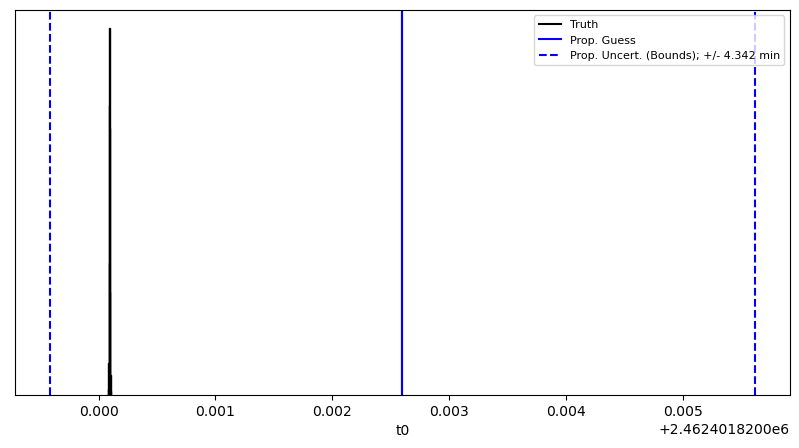 Truth
Prop. Guess
Prop. Uncert. (Bounds); +/- 4.342 min
0.000 0.001 0.002 0.003 0.004 0.005
t0 +2.4624018200e6